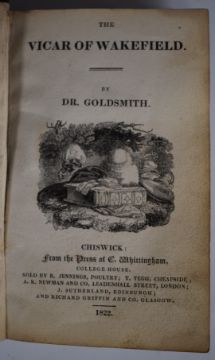 THE
VICAR OF WAKEFIELD.
BY
DR. GOLDSMITH.
CHISWICK:
From the Press of C. Whittingham,
COLLEGE HOUSE.
SOLD BY R. JENNINGS, POULTRY; T. TEGG, CHEAPSIDE;
A. K. NEWMAN AND CO. LEADENHALL STREET, LONDON;
J. SUTHERLAND, EDINBURGH;
AND RICHARD GRIFFIN AND CO. GLASGOW.
1822.